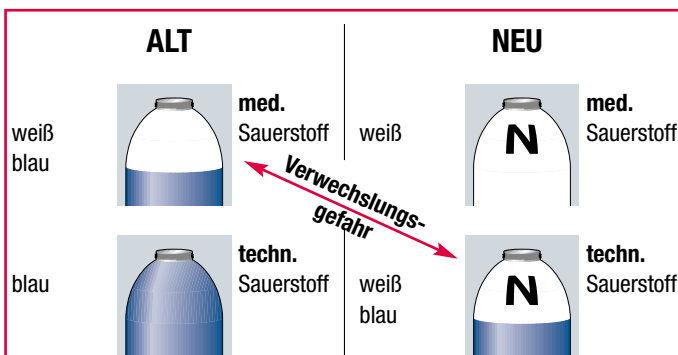 ALT
NEU
weiß
blau
med.
Sauerstoff
weiß
N
med.
Sauerstoff
Verwechslungs-
gefahr
blau
techn.
Sauerstoff
weiß
blau
N
techn.
Sauerstoff